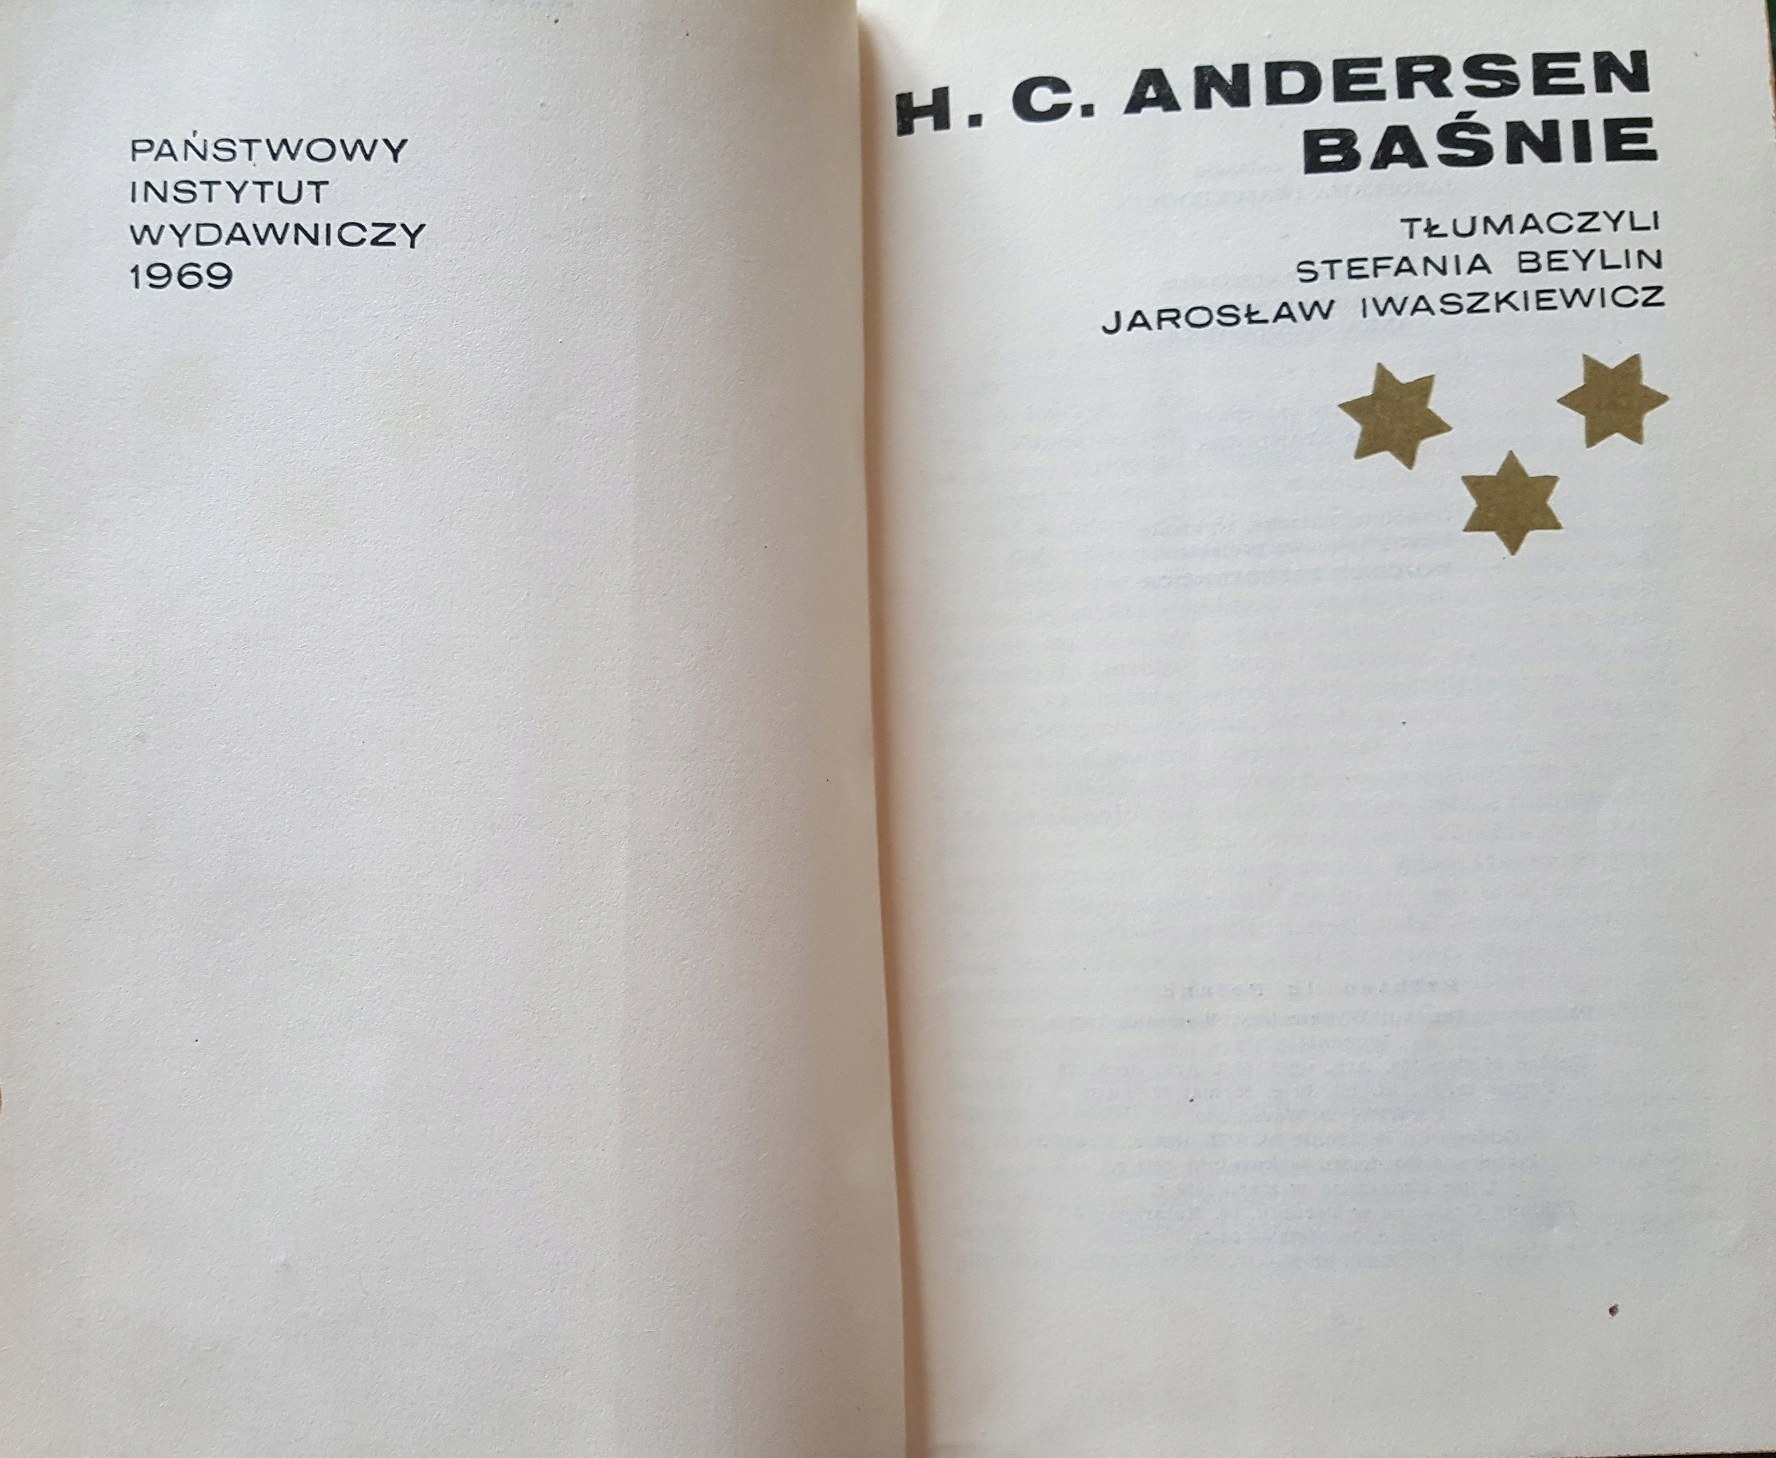 PAŃSTWOWY
INSTYTUT
WYDAWNICZY
1969
H. C. ANDERSEN
BAŚNIE
TŁUMACZYLI
STEFANIA BEYLIN
JAROSŁAW IWASZKIEWICZ